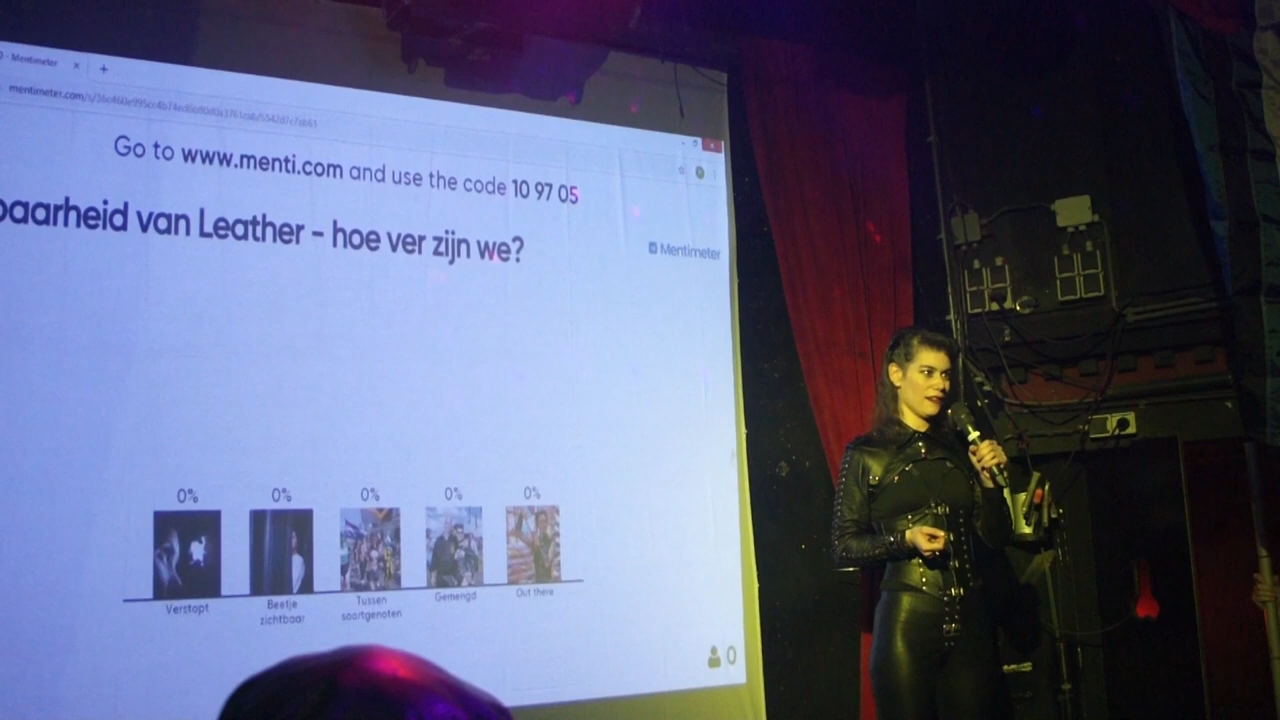 Mentimeter
mentimeter.com/s/
Go to www.menti.com and use the code 10 97 05
baarheid van Leather - hoe ver zijn we?
Mentimeter
0% 0% 0% 0% 0%
Verstopt
Beetje
zichtbaar
Tussen
soortgenoten
Gemengd
Out there
0